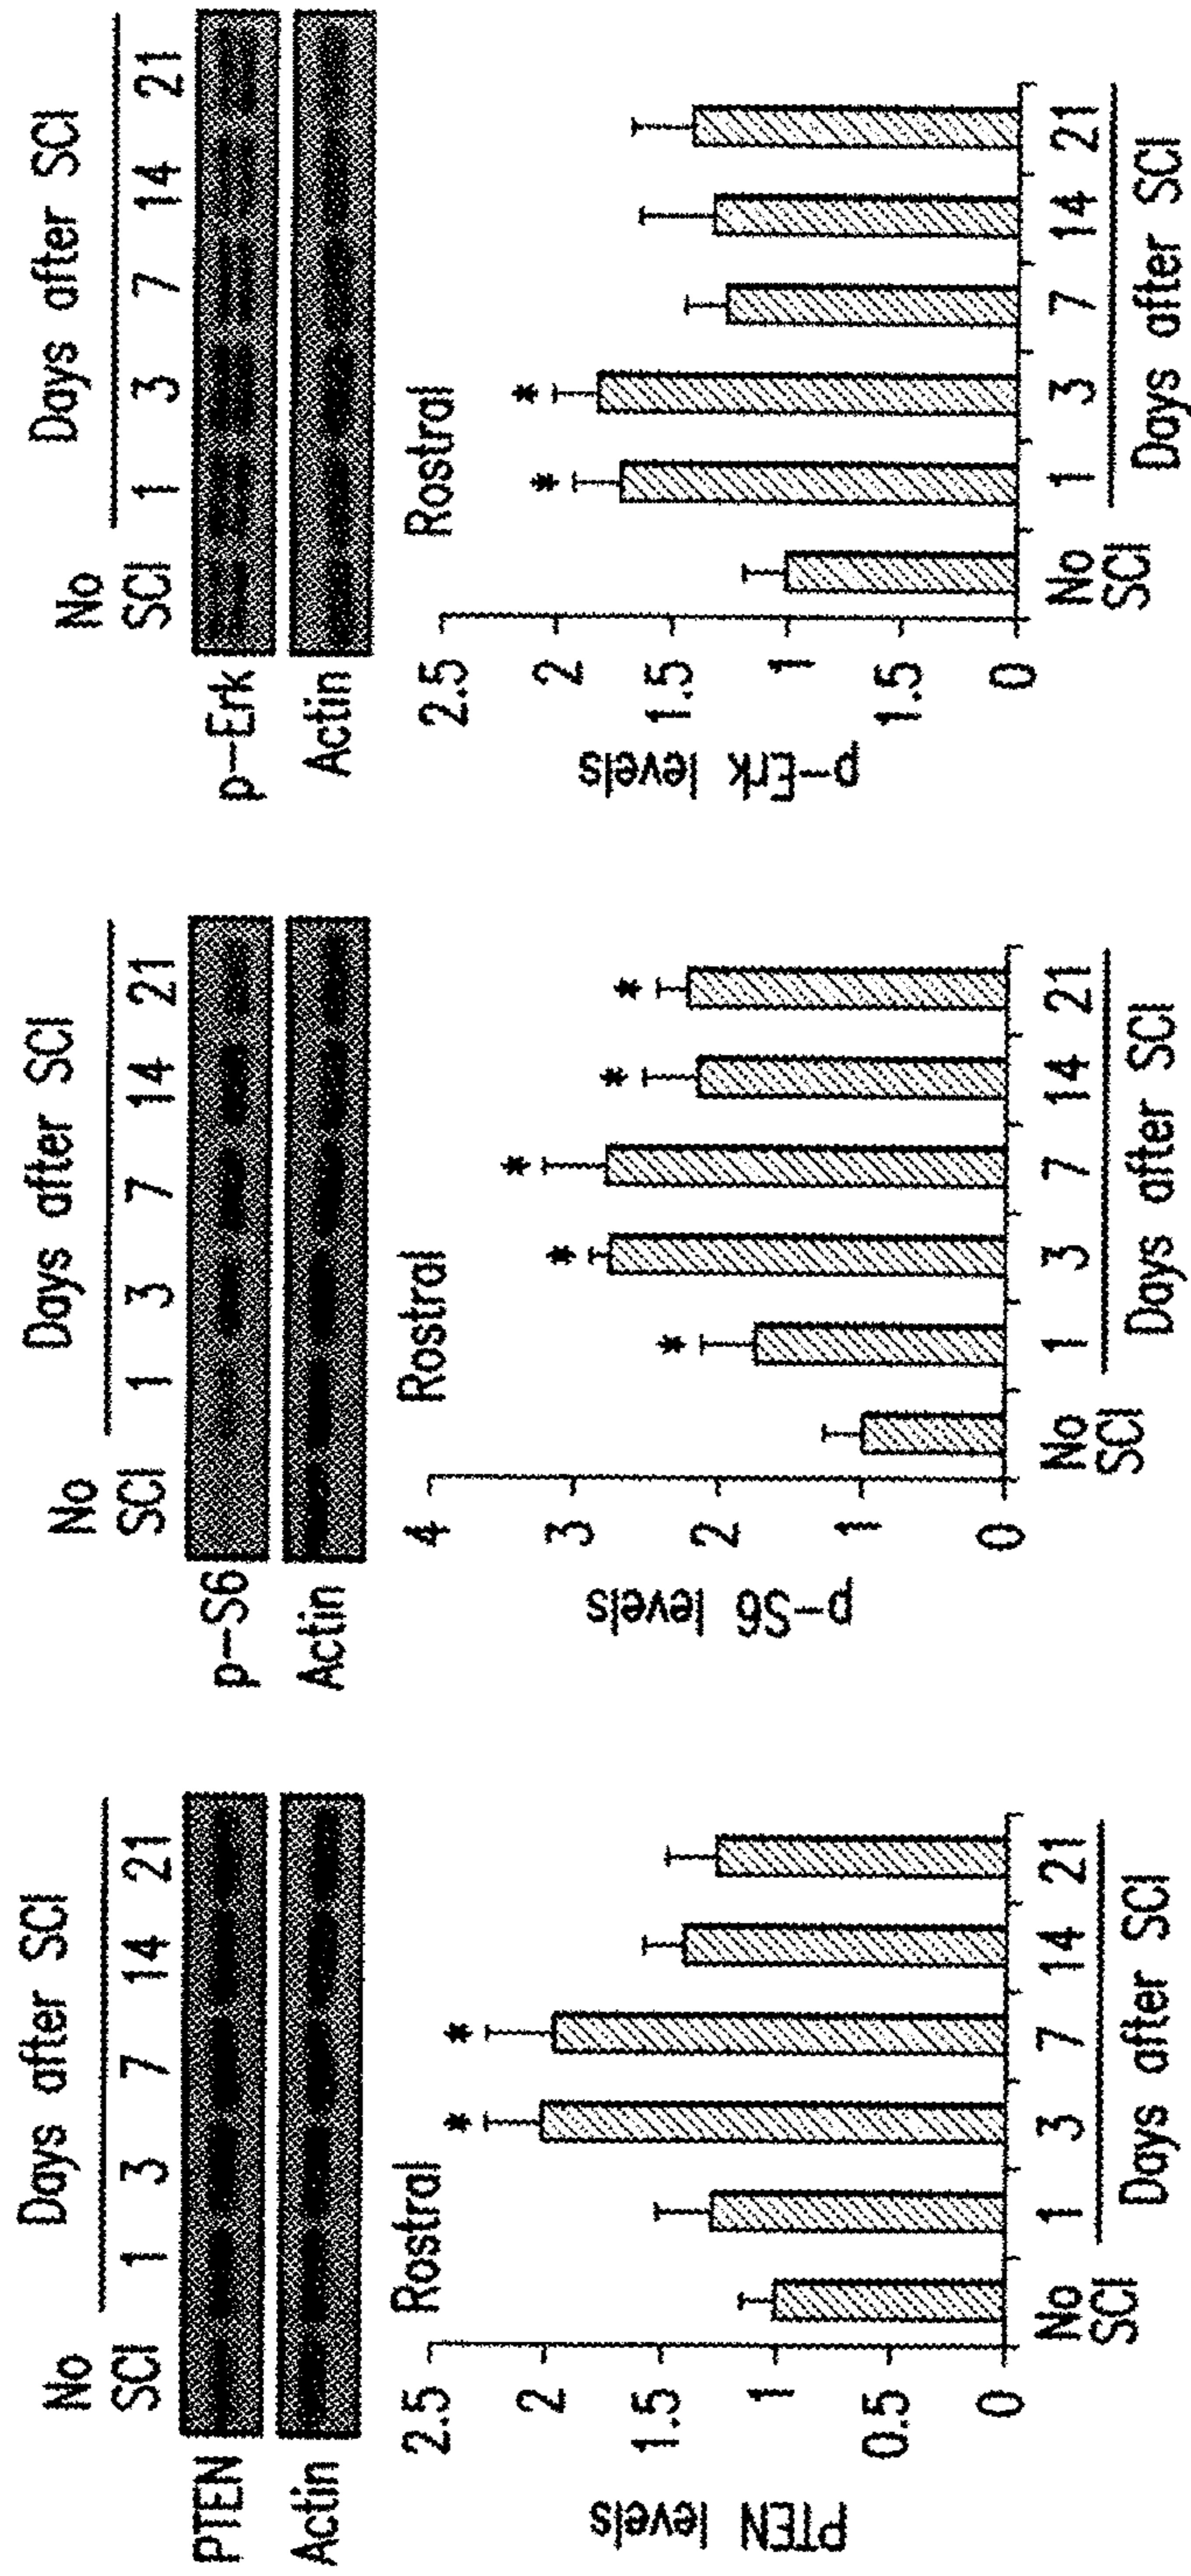 No
SCI
Days after SCI
1 3 7 14 21
PTEN
Actin
Rostral
PTEN levels
2.5
2
1.5
1
0.5
0
No
SCI
1 3 7 14 21
* *
Days after SCI
No
SCI
Days after SCI
1 3 7 14 21
p-S6
Actin
Rostral
p-S6 levels
4
3
2
1
0
* * * * *
No
SCI
1 3 7 14 21
Days after SCI
No
SCI
Days after SCI
1 3 7 14 21
p-Erk
Actin
Rostral
p-Erk levels
2.5
2
1.5
1
1.5
0
* *
No
SCI
1 3 7 14 21
Days after SCI